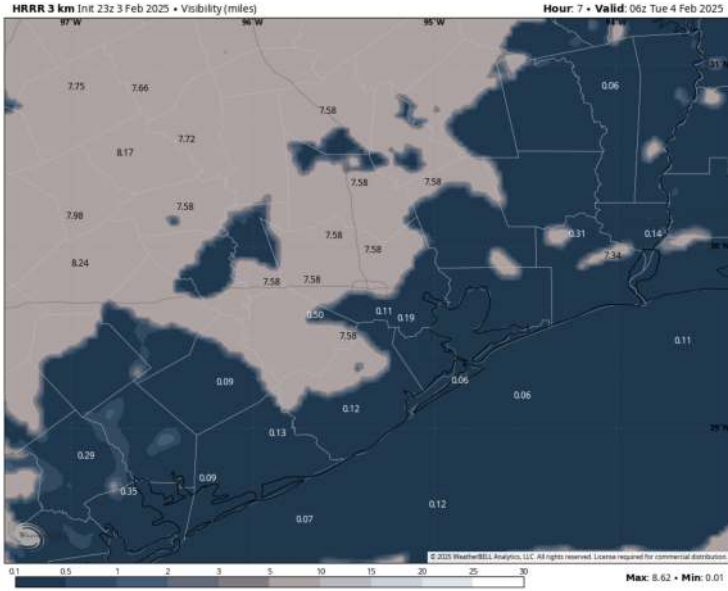 HRRR 3 km Init 23z 3 Feb 2025 • Visibility (miles)
Hour: 7 • Valid: 06z Tue 4 Feb 2025
97°W 96°W 95°W 94°W
31°N
7.75 7.66 0.06
7.58
7.72
8.17
7.58 7.58
7.58
7.98
7.58 0.31 0.14
30°N
7.58 7.34
8.24
7.58 7.58
0.50 0.11 0.19
7.58 0.11
0.09 0.06
0.06
0.12
0.13 29°N
0.29
0.09
0.35
0.12
0.07
© 2025 WeatherBELL Analytics, LLC All rights reserved. License required for commercial distribution
0.1 0.5 1 2 3 5 10 15 20 25 30
Max: 8.62 • Min: 0.01